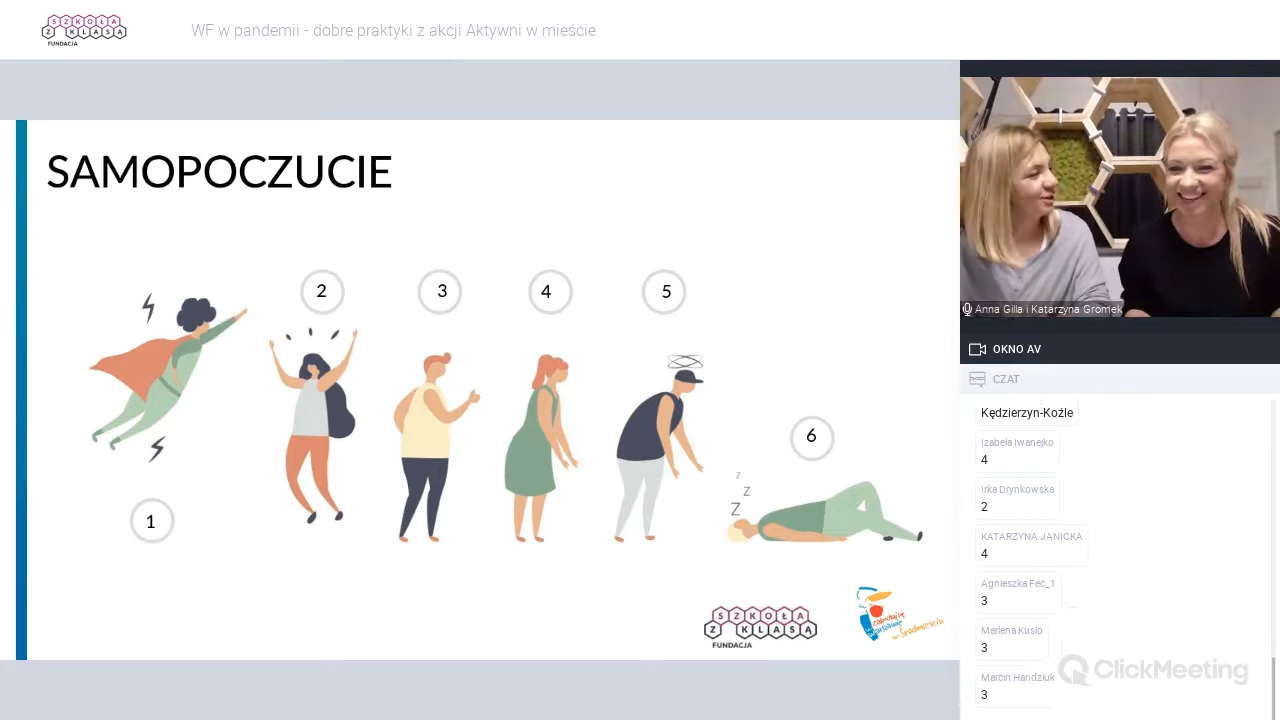 SZKOŁA
Z KLASĄ
FUNDACJA
WF w pandemii - dobre praktyki z akcji Aktywni w mieście
SAMOPOCZUCIE
1
2
3
4
5
6
z
z
z
SZKOŁA
Z KLASĄ
FUNDACJA
w Śródmieściu
Anna Gilla i Katarzyna Gromek
OKNO AV
CZAT
Kędzierzyn-Koźle
Izabela Iwanejko
4
Irka Drynkowska
2
KATARZYNA JANICKA
4
Agnieszka Feć_1
3
Marlena Kusio
3
Marcin Handziuk
3
ClickMeeting